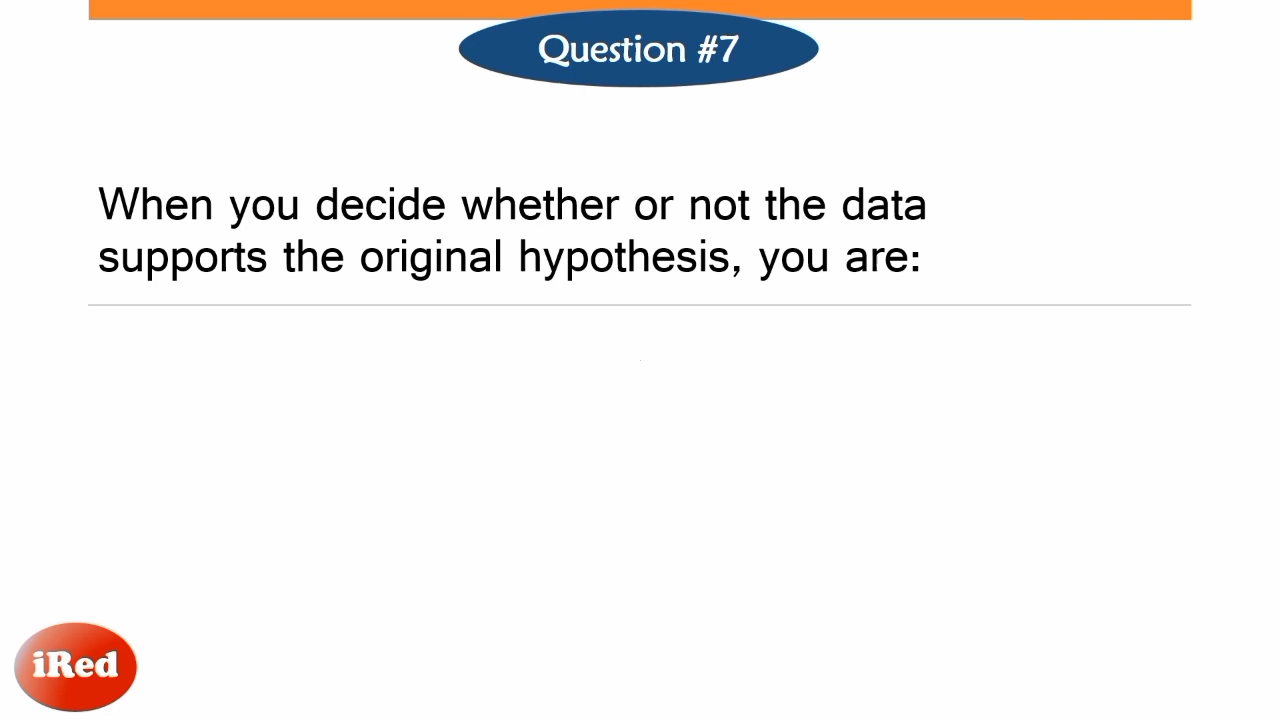 Question #7
When you decide whether or not the data
supports the original hypothesis, you are:
iRed